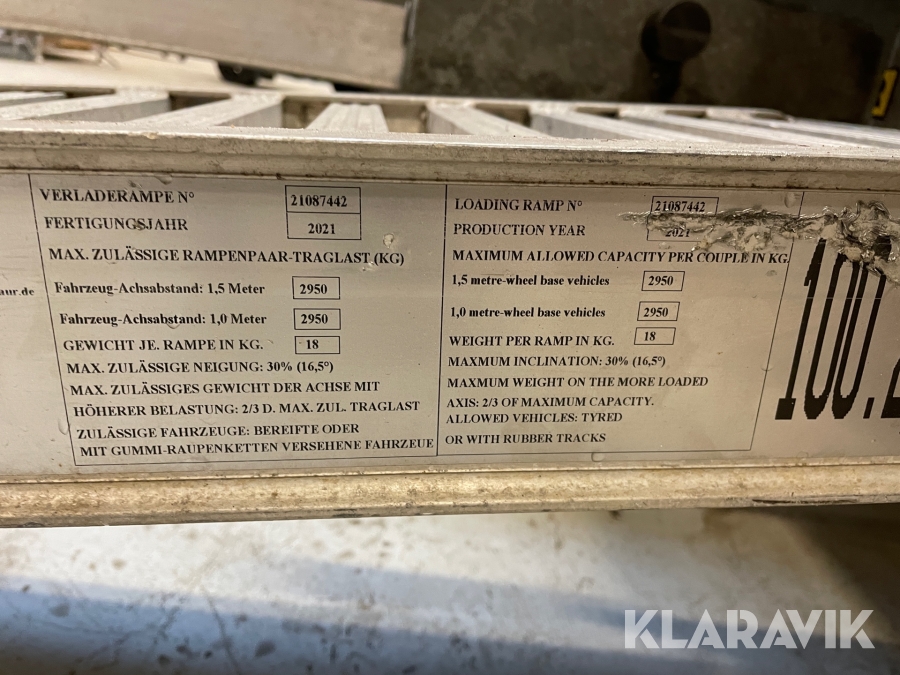 aur.de
VERLADERAMPE N° 21087442
FERTIGUNGSJAHR 2021
MAX. ZULÄSSIGE RAMPENPAAR-TRAGLAST (KG)
Fahrzeug-Achsabstand: 1,5 Meter 2950
Fahrzeug-Achsabstand: 1,0 Meter 2950
GEWICHT JE. RAMPE IN KG. 18
MAX. ZULÄSSIGE NEIGUNG: 30% (16,5°)
MAX. ZULÄSSIGES GEWICHT DER ACHSE MIT
HÖHERER BELASTUNG: 2/3 D. MAX. ZUL. TRAGLAST
ZULÄSSIGE FAHRZEUGE: BEREIFTE ODER
MIT GUMMI-RAUPENKETTEN VERSEHENE FAHRZEUGE
LOADING RAMP N° 21087442
PRODUCTION YEAR 2021
MAXIMUM ALLOWED CAPACITY PER COUPLE IN KG.
1,5 metre-wheel base vehicles 2950
1,0 metre-wheel base vehicles 2950
WEIGHT PER RAMP IN KG. 18
MAXMUM INCLINATION: 30% (16,5°)
MAXMUM WEIGHT ON THE MORE LOADED
AXIS: 2/3 OF MAXIMUM CAPACITY.
ALLOWED VEHICLES: TYRED
OR WITH RUBBER TRACKS
KLARAVIK